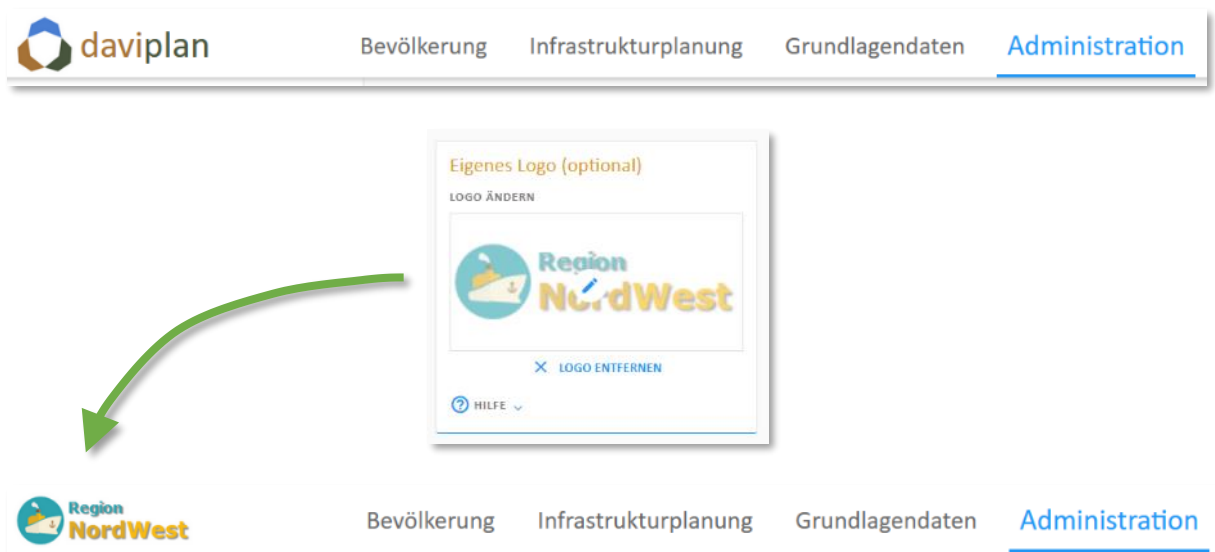 daviplan Bevölkerung Infrastrukturplanung Grundlagendaten Administration
Eigenes Logo (optional)
LOGO ÄNDERN
Region
NordWest
LOGO ENTFERNEN
HILFE
Region
NordWest
Bevölkerung Infrastrukturplanung Grundlagendaten Administration